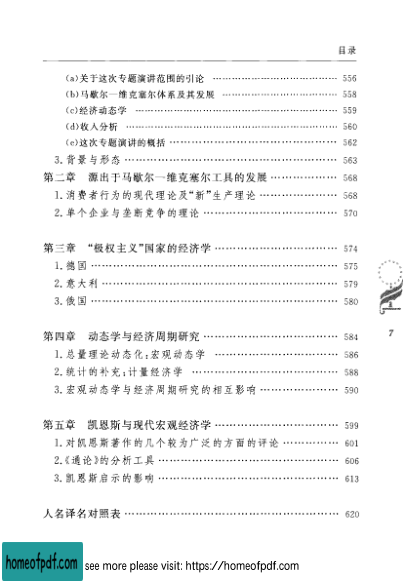 目录
(a)关于这次专题演讲范围的引论 …………………………………… 556
(b)马歇尔—维克塞尔体系及其发展 ………………………………… 558
(c)经济动态学 ………………………………………………………… 559
(d)收入分析 …………………………………………………………… 560
(e)这次专题演讲的概括 ……………………………………………… 562
3.背景与形态 …………………………………………………………… 563
第二章 源出于马歇尔—维克塞尔工具的发展 ………………… 568
1.消费者行为的现代理论及“新”生产理论 ……………………… 568
2.单个企业与垄断竞争的理论 ……………………………………… 570
第三章 “极权主义”国家的经济学 ……………………………… 574
1.德国 …………………………………………………………………… 575
2.意大利 ………………………………………………………………… 579
3.俄国 …………………………………………………………………… 580
7
第四章 动态学与经济周期研究 ………………………………… 584
1.总量理论动态化:宏观动态学 …………………………………… 586
2.统计的补充:计量经济学 ………………………………………… 588
3.宏观动态学与经济周期研究的相互影响 ……………………… 590
第五章 凯恩斯与现代宏观经济学 ……………………………… 599
1.对凯恩斯著作的几个较为广泛的方面的评论 ………………… 601
2.《通论》的分析工具 ………………………………………………… 606
3.凯恩斯启示的影响 ………………………………………………… 613
人名译名对照表 ……………………………………………………… 620
homeofpdf.com
see more please visit: https://homeofpdf.com